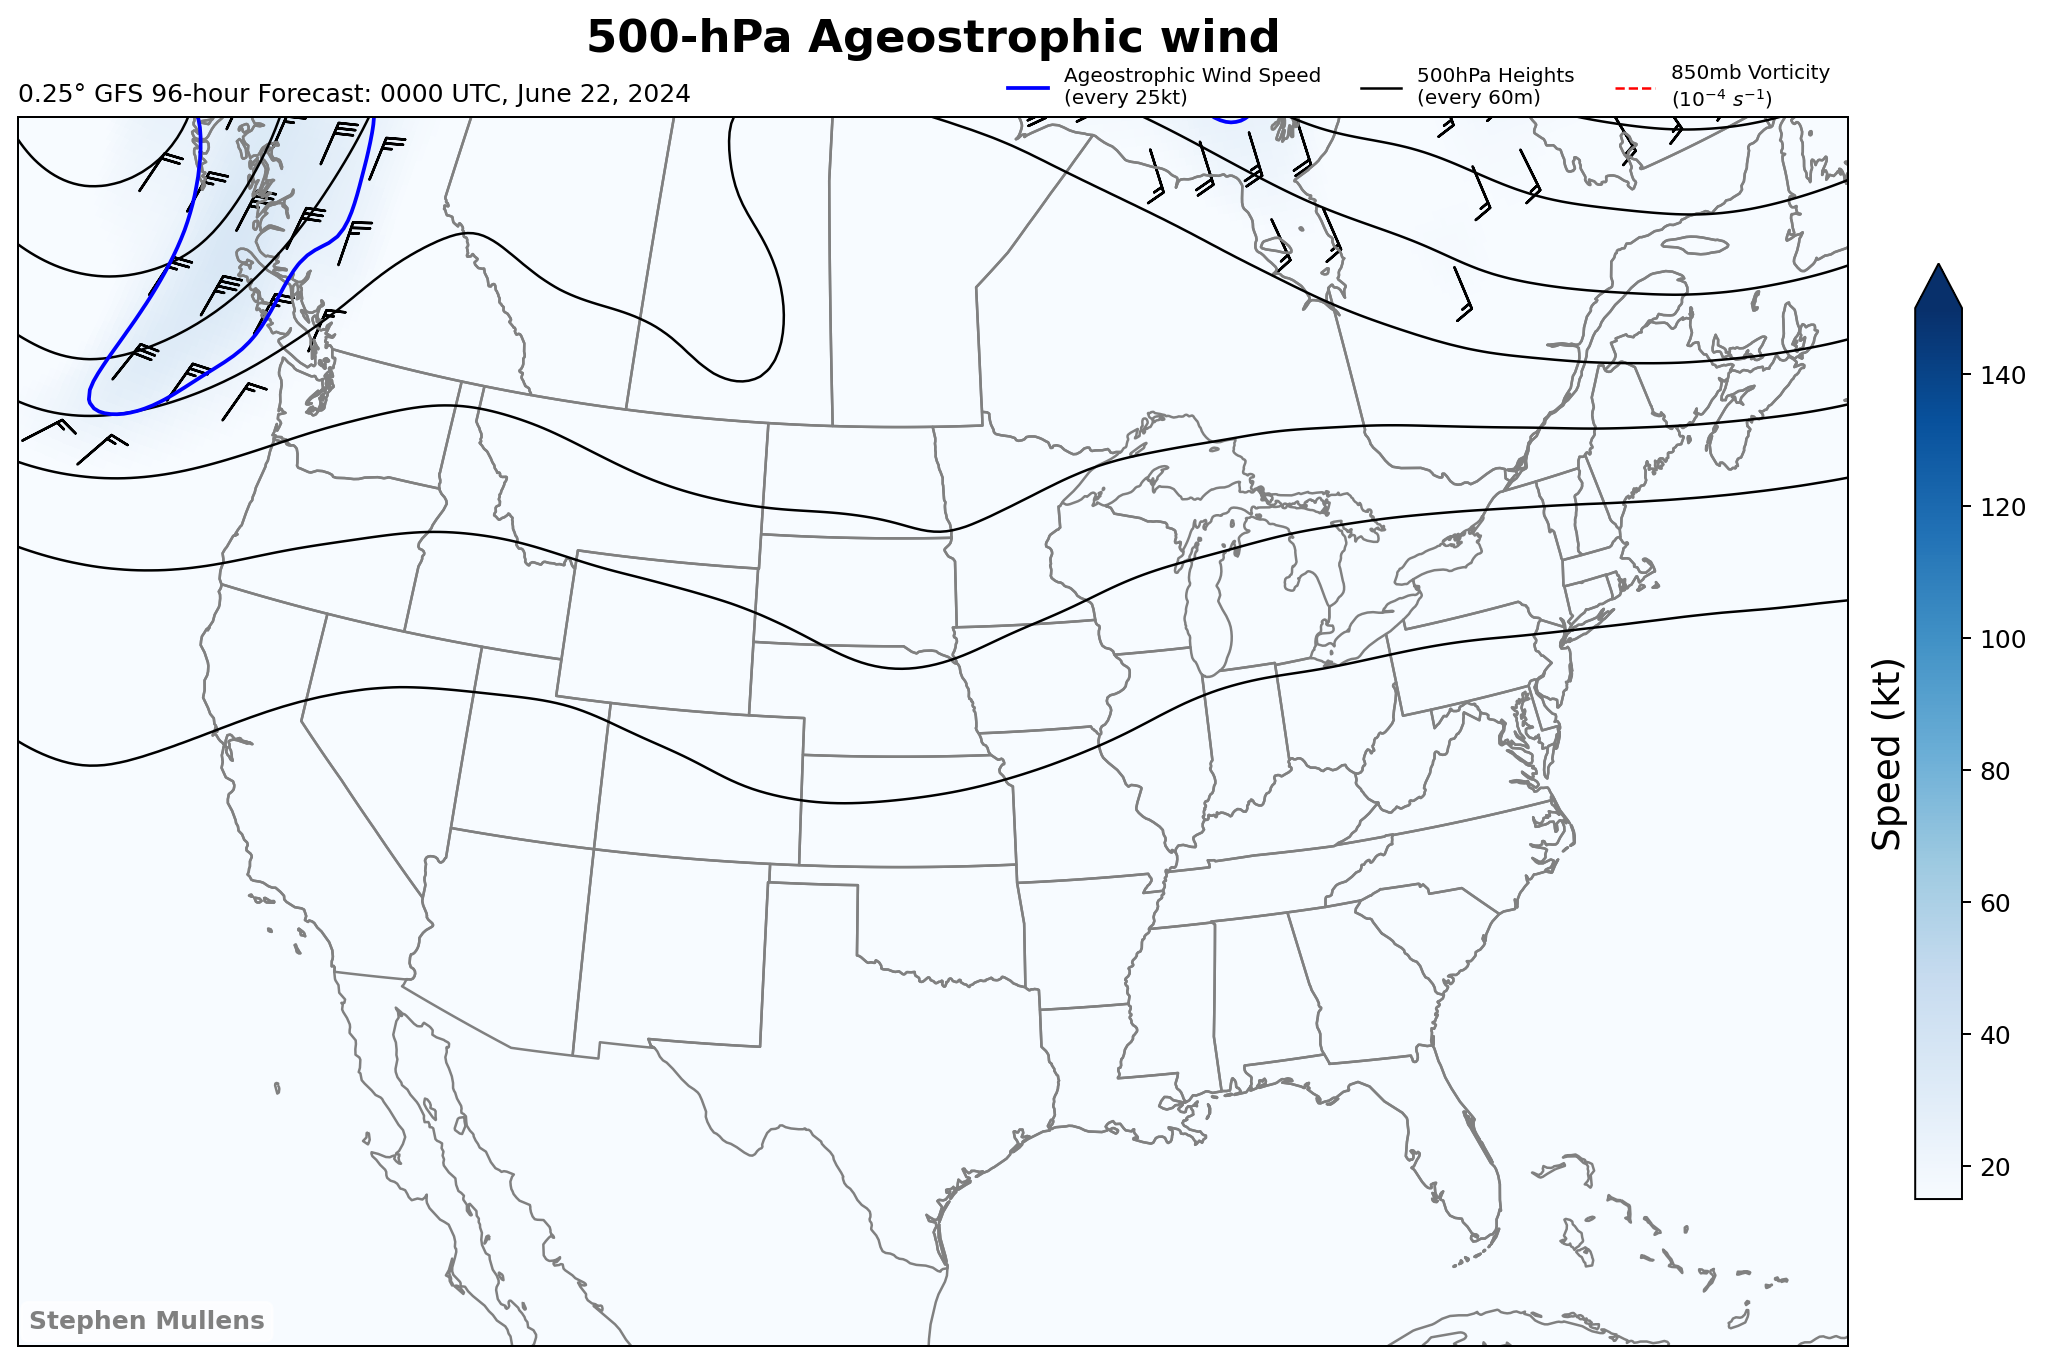 500-hPa Ageostrophic wind
0.25° GFS 96-hour Forecast: 0000 UTC, June 22, 2024
Ageostrophic Wind Speed
(every 25kt)
500hPa Heights
(every 60m)
850mb Vorticity
(10⁻⁴ s⁻¹)
140
120
100
80
60
40
20
Speed (kt)
Stephen Mullens